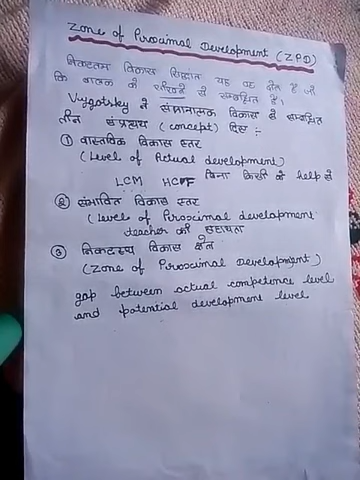 Zone of Proximal Development (ZPD)
निकटतम विकास सिद्धांत यह वह क्षेत्र है जो
कि बालक के सीखने से सम्बंधित है।
Vygotsky ने संज्ञानात्मक विकास से सम्बंधित
तीन संप्रत्यय (concept) दिए :-
① वास्तविक विकास स्तर
(Level of Actual development)
LCM HCF बिना किसी के help से
② संभावित विकास स्तर
(Levels of Proximal development
teacher की सहायता
③ निकटस्थ विकास क्षेत्र
(Zone of Proximal Development)
gap between actual competence level
and potential development level